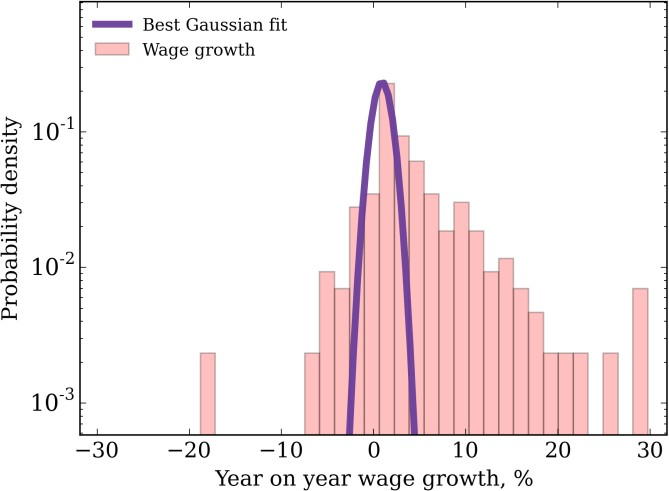 Best Gaussian fit
Wage growth
Probability density
10^-1
10^-2
10^-3
−30 −20 −10 0 10 20 30
Year on year wage growth, %